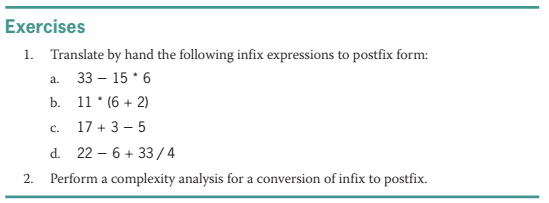 Exercises
1. Translate by hand the following infix expressions to postfix form:
a. 33 – 15 * 6
b. 11 * (6 + 2)
c. 17 + 3 – 5
d. 22 – 6 + 33 / 4
2. Perform a complexity analysis for a conversion of infix to postfix.